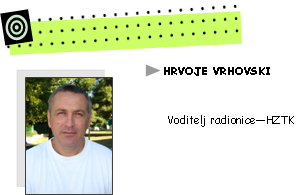 HRVOJE VRHOVSKI
Voditelj radionice—HZTK